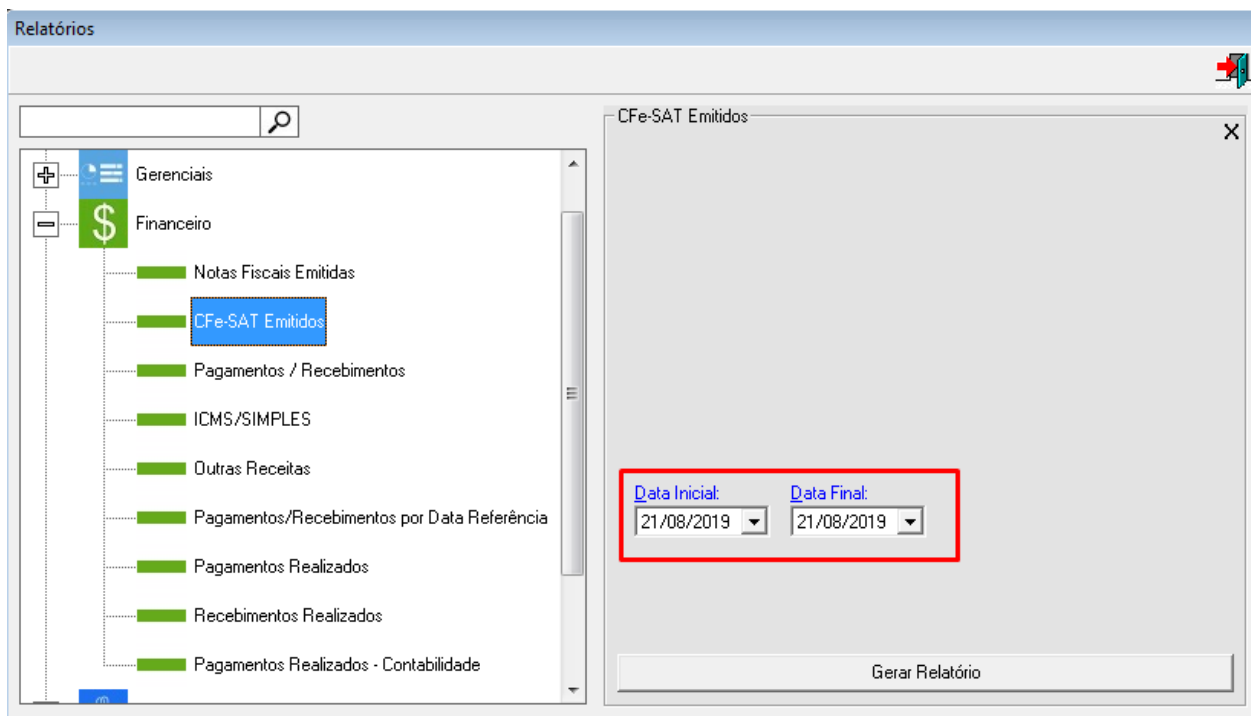 Relatórios
Gerenciais
Financeiro
Notas Fiscais Emitidas
CFe-SAT Emitidos
Pagamentos / Recebimentos
ICMS/SIMPLES
Outras Receitas
Pagamentos/Recebimentos por Data Referência
Pagamentos Realizados
Recebimentos Realizados
Pagamentos Realizados - Contabilidade
CFe-SAT Emitidos
Data Inicial: Data Final:
21/08/2019 21/08/2019
Gerar Relatório